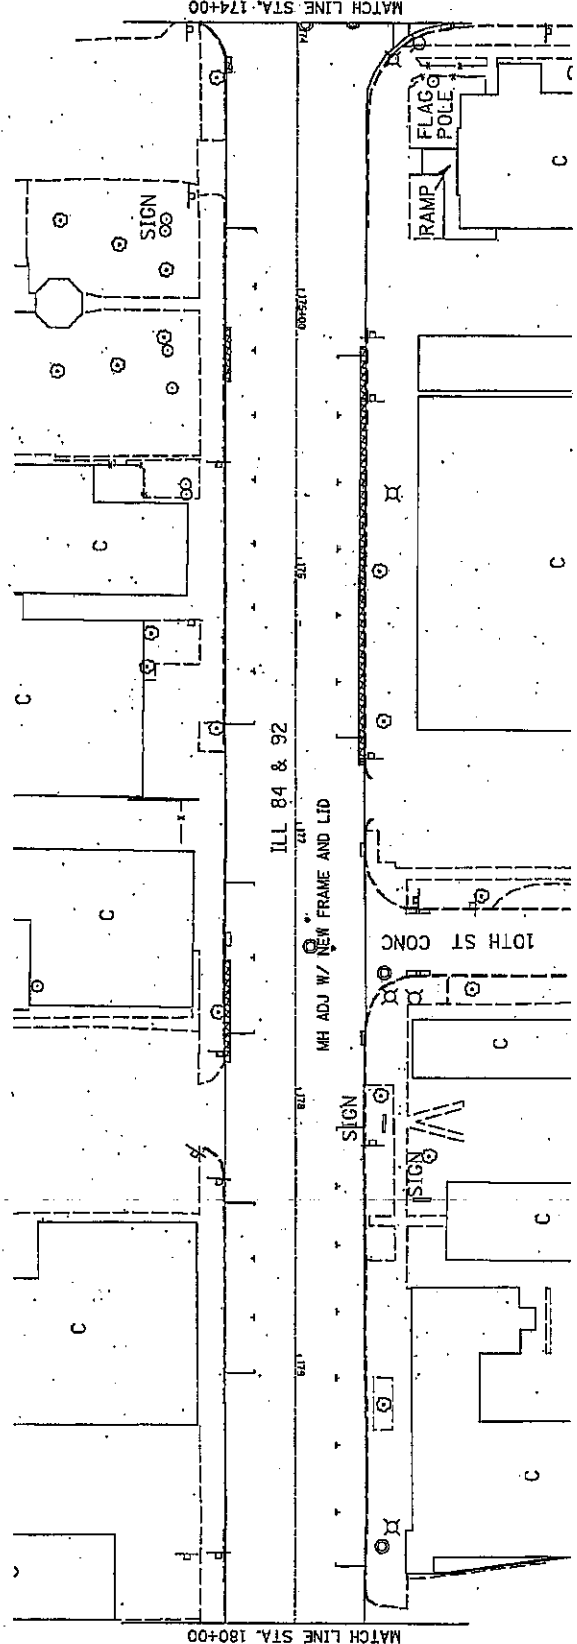 MATCH LINE STA. 174+00
174
FLAG
POLE
RAMP
C
SIGN
175+00
C
C
C
C
ILL 84 & 92
177
MH ADJ W/ NEW FRAME AND LID
10TH ST CONC
C
178
SIGN
SIGN
C
C
179
C
MATCH LINE STA. 180+00